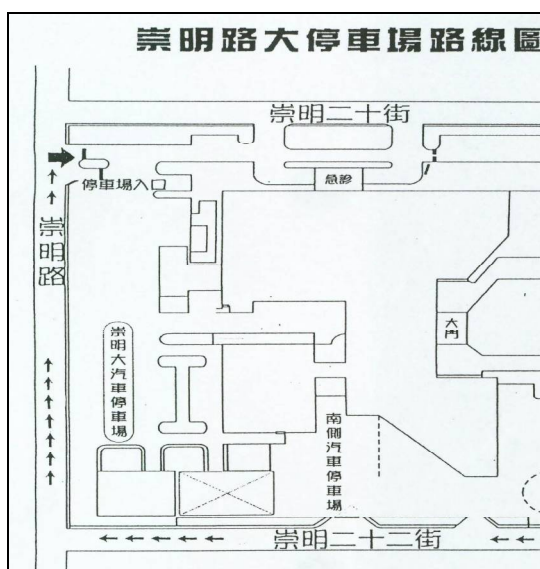 崇明路大停車場路線圖
崇明二十街
急診
停車場入口
崇明路
大門
崇明大汽車停車場
南側汽車停車場
崇明二十二街